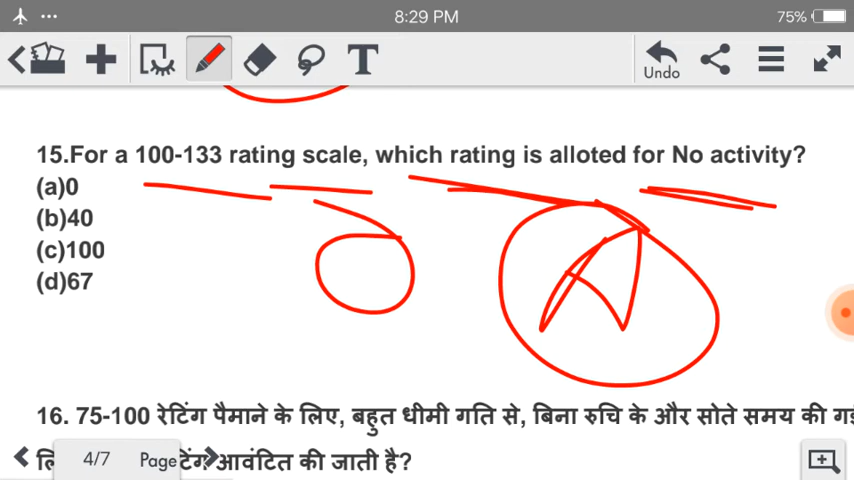 8:29 PM
75%
T
Undo
15.For a 100-133 rating scale, which rating is alloted for No activity?
(a)0
(b)40
(c)100
(d)67
A
16. 75-100 रेटिंग पैमाने के लिए, बहुत धीमी गति से, बिना रुचि के और सोते समय की
4/7 Page
आवंटित की जाती है?